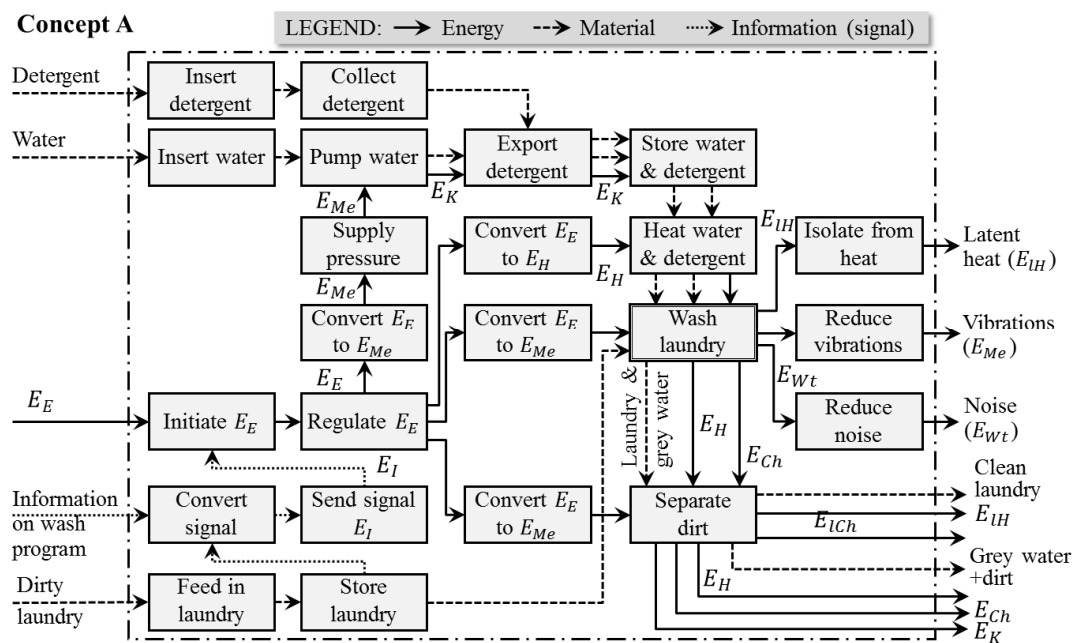 Concept A
LEGEND: Energy Material Information (signal)
Detergent
Insert
detergent
Collect
detergent
Water
Insert water
Pump water
Export
detergent
Store water
& detergent
E_Me
E_K
E_K
Supply
pressure
Convert E_E
to E_H
E_H
Heat water
& detergent
E_lH
Isolate from
heat
Latent
heat (E_lH)
E_Me
Convert E_E
to E_Me
Convert E_E
to E_Me
Wash
laundry
Reduce
vibrations
Vibrations
(E_Me)
E_E
E_E
Initiate E_E
Regulate E_E
Laundry &
grey water
E_H
E_Ch
E_Wt
Reduce
noise
Noise
(E_Wt)
E_I
Information
on wash
program
Convert
signal
Send signal
E_I
Convert E_E
to E_Me
Separate
dirt
Clean
laundry
E_lCh
E_lH
Dirty
laundry
Feed in
laundry
Store
laundry
E_H
Grey water
+dirt
E_Ch
E_K